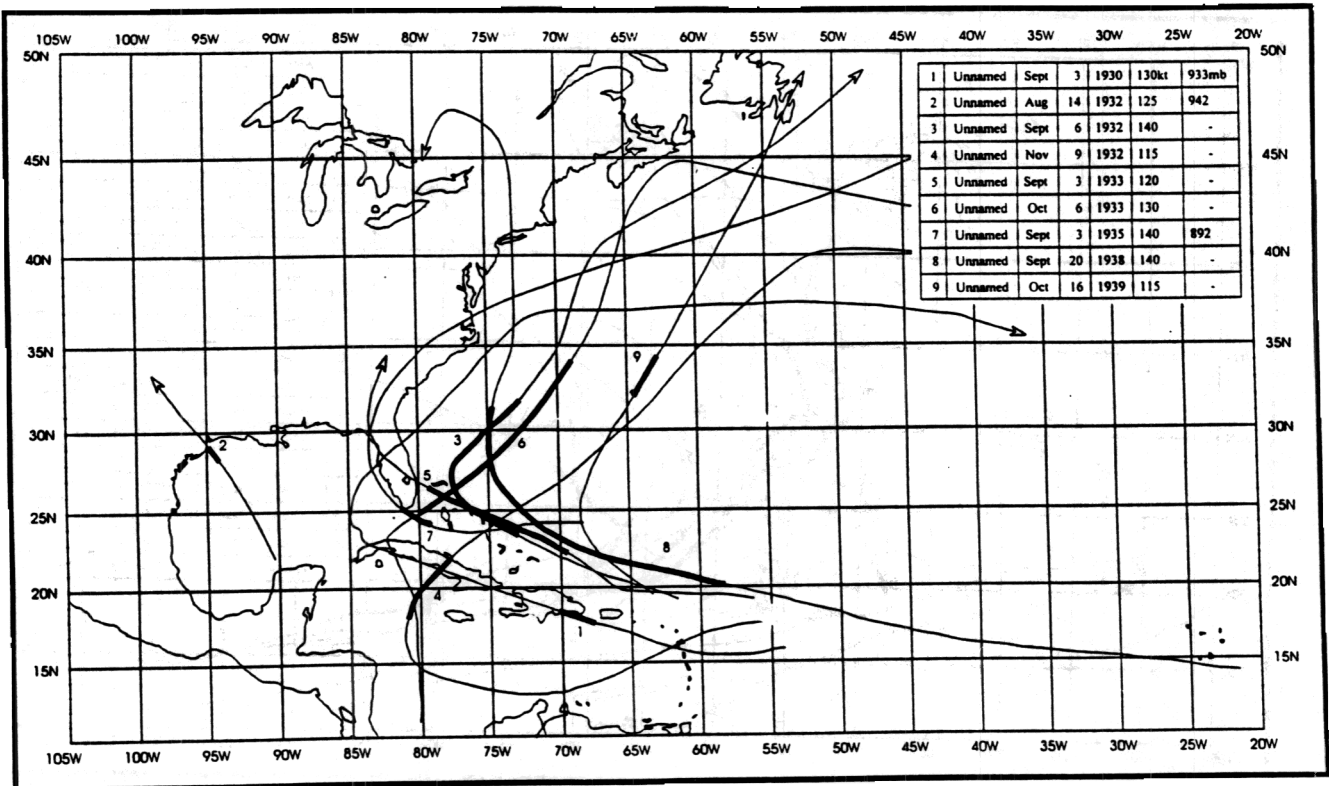 105W 100W 95W 90W 85W 80W 75W 70W 65W 60W 55W 50W 45W 40W 35W 30W 25W 20W
50N 50N
1 Unnamed Sept 3 1930 130kt 933mb
2 Unnamed Aug 14 1932 125 942
3 Unnamed Sept 6 1932 140 -
4 Unnamed Nov 9 1932 115 -
5 Unnamed Sept 3 1933 120 -
6 Unnamed Oct 6 1933 130 -
7 Unnamed Sept 3 1935 140 892
8 Unnamed Sept 20 1938 140 -
9 Unnamed Oct 16 1939 115 -
45N 45N
40N 40N
35N 35N
9
30N 30N
2 3 6
5
25N 25N
7
8
20N 20N
4
1
15N 15N
105W 100W 95W 90W 85W 80W 75W 70W 65W 60W 55W 50W 45W 40W 35W 30W 25W 20W